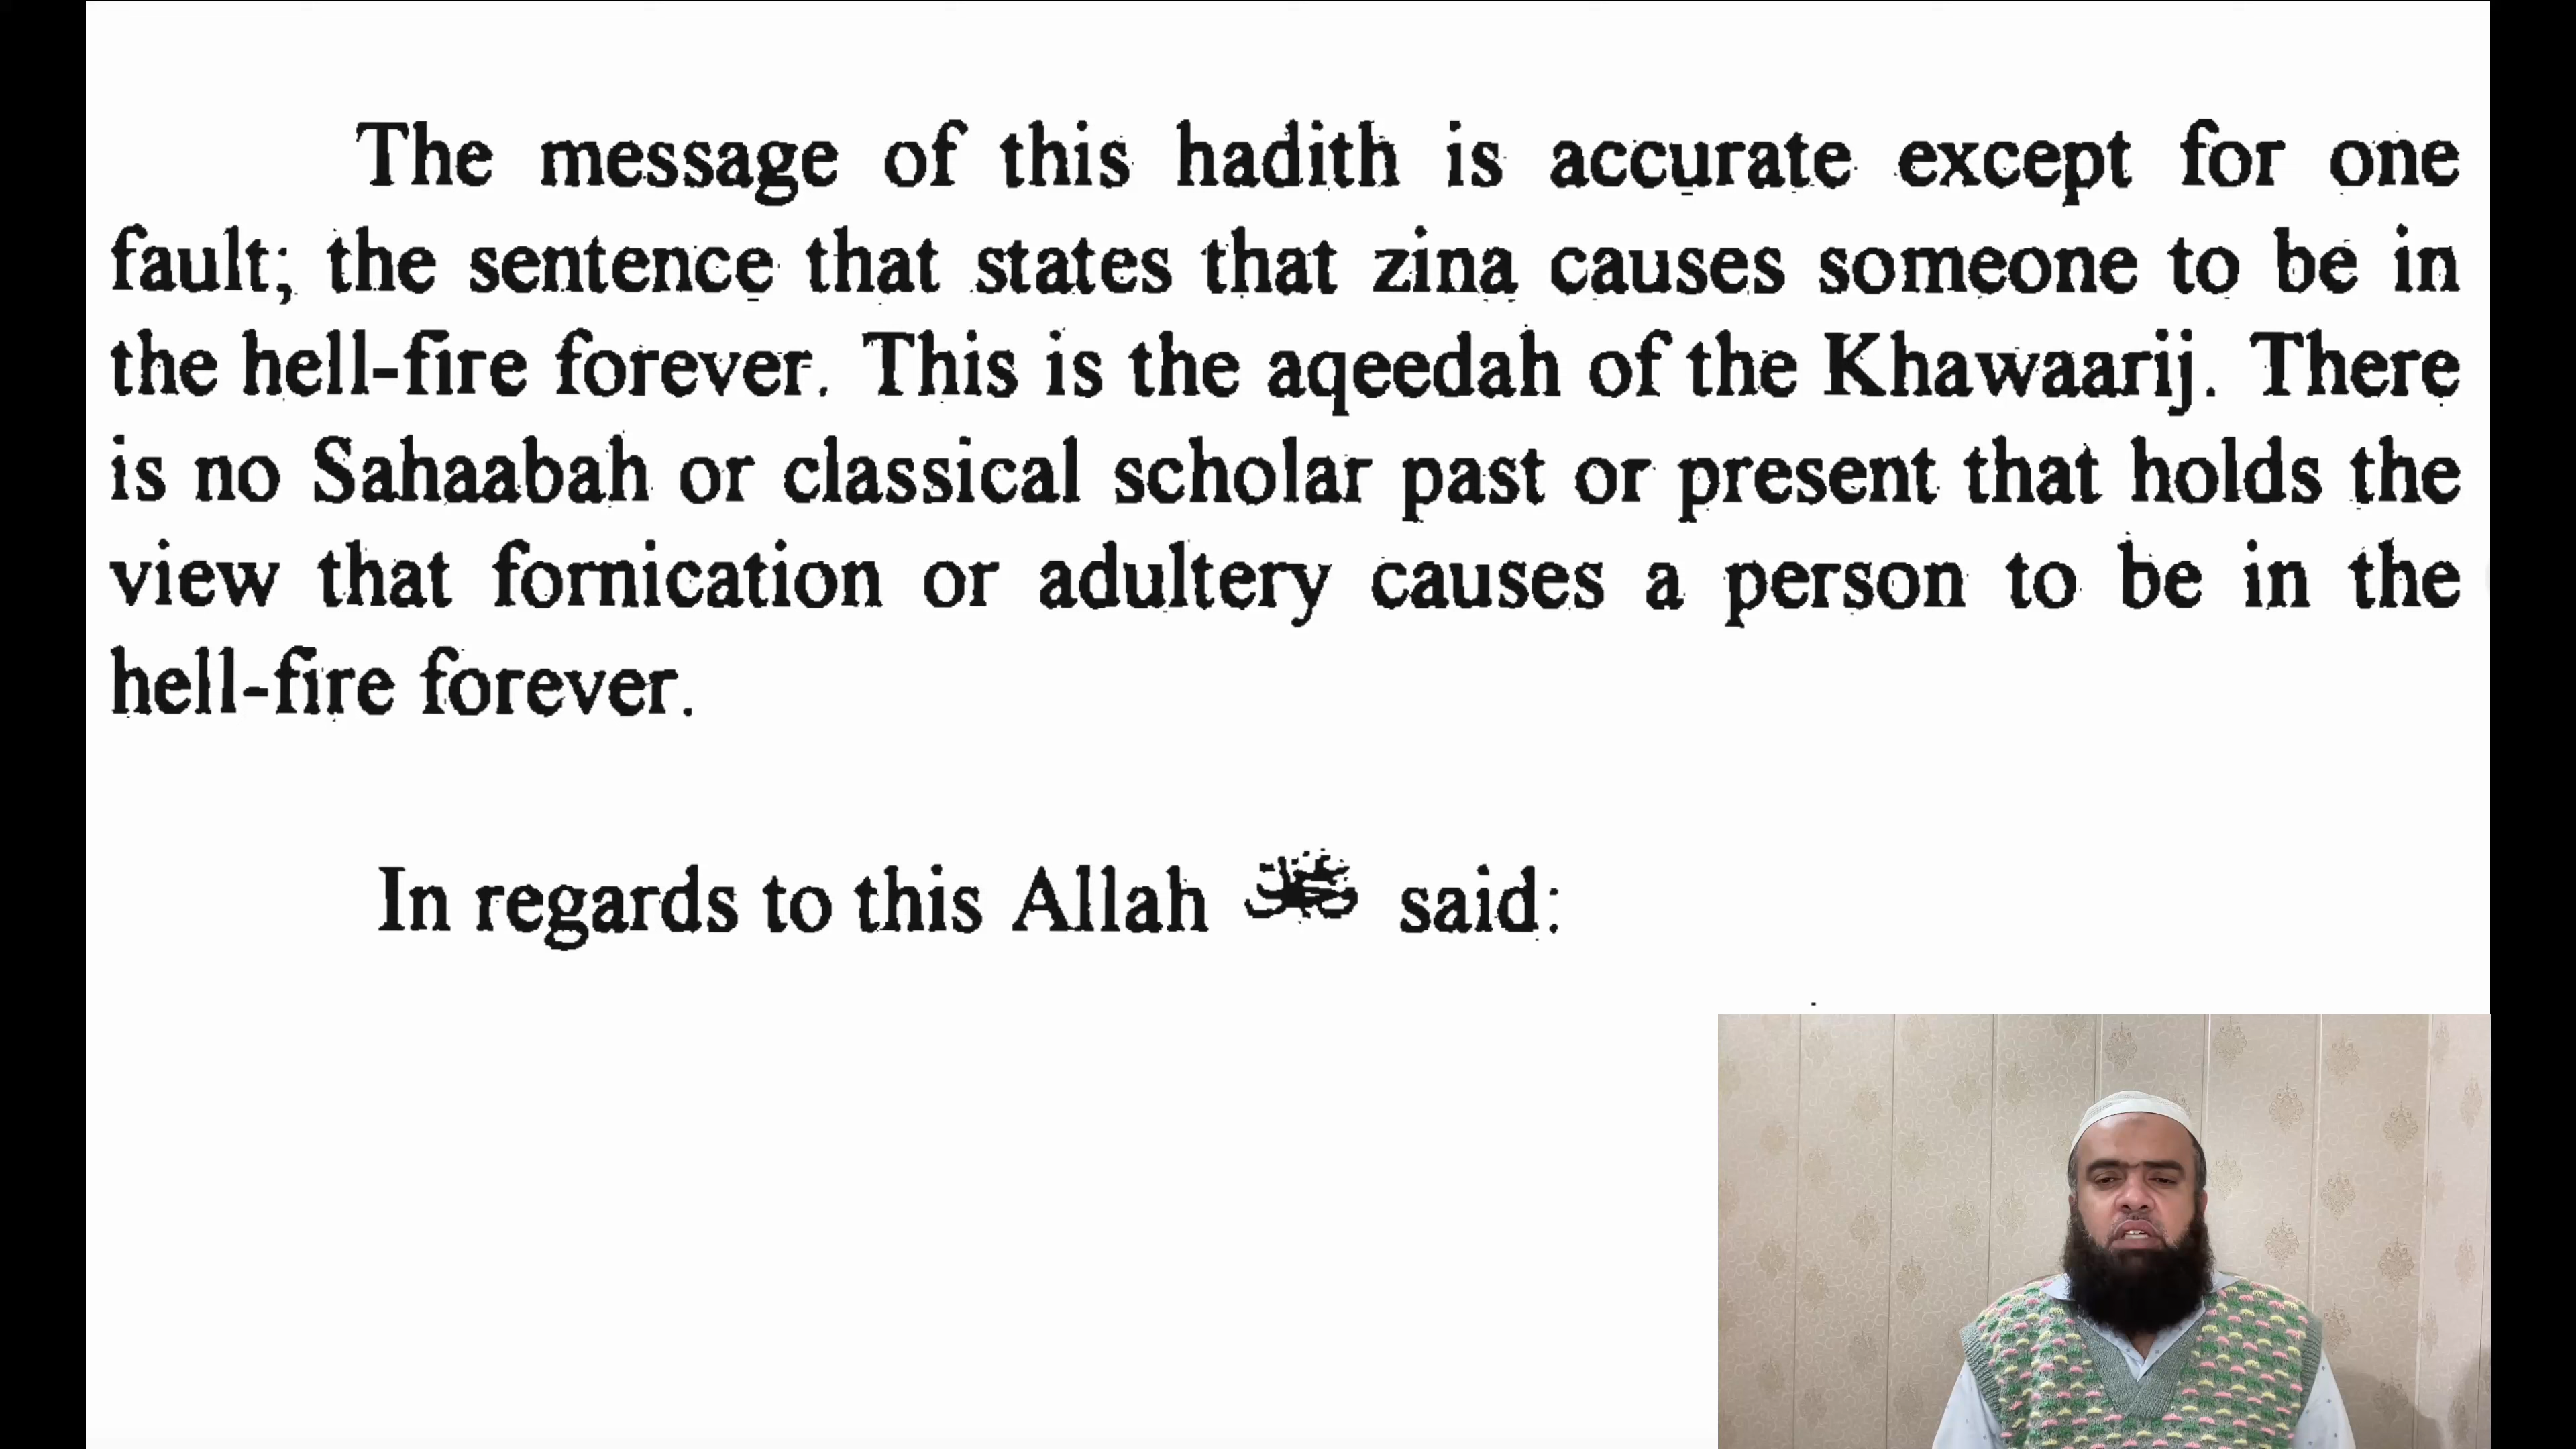 The message of this hadith is accurate except for one
fault; the sentence that states that zina causes someone to be in
the hell-fire forever. This is the aqeedah of the Khawaarij. There
is no Sahaabah or classical scholar past or present that holds the
view that fornication or adultery causes a person to be in the
hell-fire forever.
In regards to this Allah said: